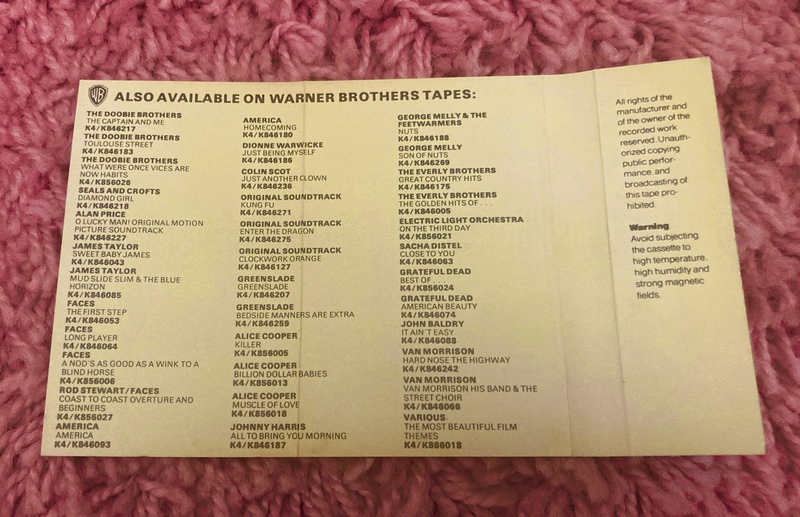 WB
ALSO AVAILABLE ON WARNER BROTHERS TAPES:
THE DOOBIE BROTHERS
THE CAPTAIN AND ME
K4/K846217
THE DOOBIE BROTHERS
TOULOUSE STREET
K4/K846183
THE DOOBIE BROTHERS
WHAT WERE ONCE VICES ARE
NOW HABITS
K4/K856026
SEALS AND CROFTS
DIAMOND GIRL
K4/K846218
ALAN PRICE
O LUCKY MAN! ORIGINAL MOTION
PICTURE SOUNDTRACK
K4/K846227
JAMES TAYLOR
SWEET BABY JAMES
K4/K846043
JAMES TAYLOR
MUD SLIDE SLIM & THE BLUE
HORIZON
K4/K846085
FACES
THE FIRST STEP
K4/K846053
FACES
LONG PLAYER
K4/K846064
FACES
A NOD'S AS GOOD AS A WINK TO A
BLIND HORSE
K4/K856006
ROD STEWART/FACES
COAST TO COAST OVERTURE AND
BEGINNERS
K4/K856027
AMERICA
AMERICA
K4/K846093
AMERICA
HOMECOMING
K4/K846180
DIONNE WARWICKE
JUST BEING MYSELF
K4/K846186
COLIN SCOT
JUST ANOTHER CLOWN
K4/K846236
ORIGINAL SOUNDTRACK
KUNG FU
K4/K846271
ORIGINAL SOUNDTRACK
ENTER THE DRAGON
K4/K846275
ORIGINAL SOUNDTRACK
CLOCKWORK ORANGE
K4/K846127
GREENSLADE
GREENSLADE
K4/K846207
GREENSLADE
BEDSIDE MANNERS ARE EXTRA
K4/K846259
ALICE COOPER
KILLER
K4/K856005
ALICE COOPER
BILLION DOLLAR BABIES
K4/K856013
ALICE COOPER
MUSCLE OF LOVE
K4/K856018
JOHNNY HARRIS
ALL TO BRING YOU MORNING
K4/K846187
GEORGE MELLY & THE
FEETWARMERS
NUTS
K4/K846188
GEORGE MELLY
SON OF NUTS
K4/K846269
THE EVERLY BROTHERS
GREAT COUNTRY HITS
K4/K846175
THE EVERLY BROTHERS
THE GOLDEN HITS OF . . .
K4/K846005
ELECTRIC LIGHT ORCHESTRA
ON THE THIRD DAY
K4/K856021
SACHA DISTEL
CLOSE TO YOU
K4/K846063
GRATEFUL DEAD
BEST OF . .
K4/K856024
GRATEFUL DEAD
AMERICAN BEAUTY
K4/K846074
JOHN BALDRY
IT AIN'T EASY
K4/K846088
VAN MORRISON
HARD NOSE THE HIGHWAY
K4/K846242
VAN MORRISON
VAN MORRISON HIS BAND & THE
STREET CHOIR
K4/K846066
VARIOUS
THE MOST BEAUTIFUL FILM
THEMES
K4/K866018
All rights of the
manufacturer and
of the owner of the
recorded work
reserved. Unauth-
orized copying
public perfor-
mance, and
broadcasting of
this tape pro-
hibited.
Warning
Avoid subjecting
the cassette to
high temperature,
high humidity and
strong magnetic
fields.